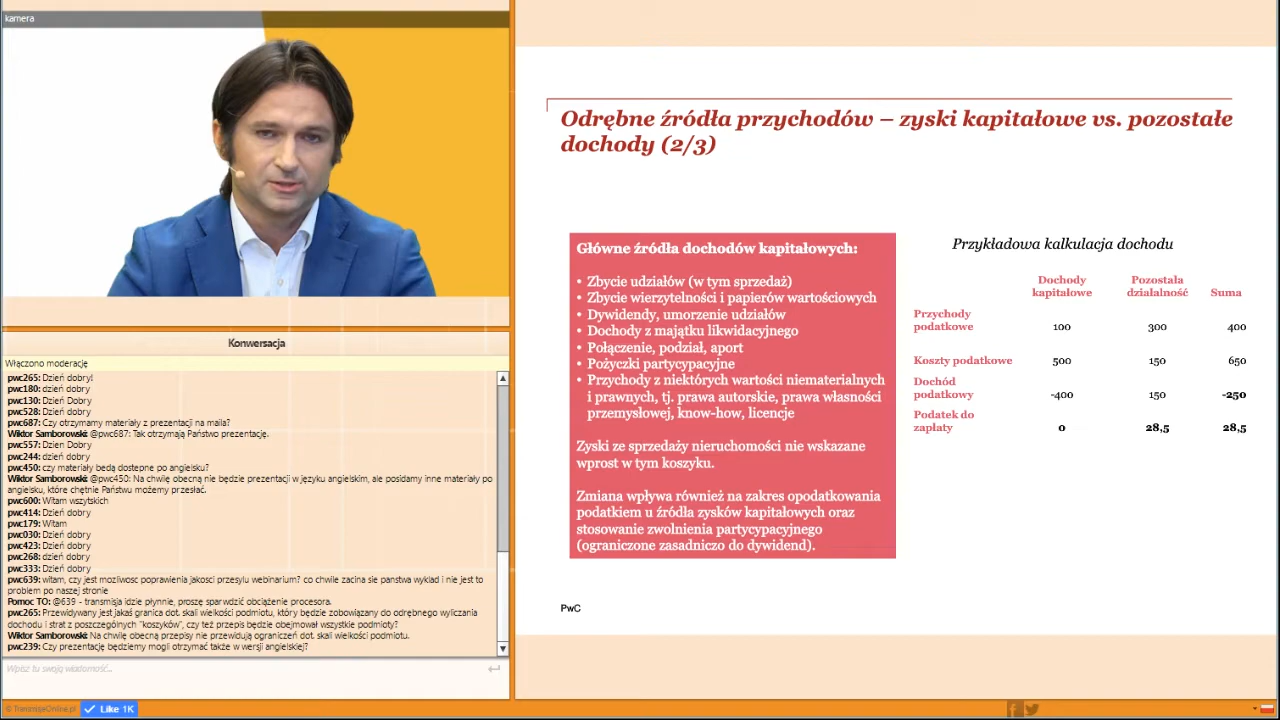 kamera
Konwersacja
Włączono moderację
pwc265: Dzień dobry!
pwc180: dzień dobry
pwc130: Dzień Dobry
pwc528: Dzień dobry
pwc687: Czy otrzymamy materiały z prezentacji na maila?
Wiktor Samborowski: @pwc687: Tak otrzymają Państwo prezentację.
pwc557: Dzień Dobry
pwc244: dzień dobry
pwc450: czy materiały bedą dostepne po angielsku?
Wiktor Samborowski: @pwc450: Na chwilę obecną nie będzie prezentacji w języku angielskim, ale posidamy inne materiały po
angielsku, które chętnie Państwu możemy przesłać.
pwc600: Witam wszytskich
pwc414: Dzień dobry
pwc179: Witam
pwc030: Dzień dobry
pwc423: Dzień dobry
pwc268: dzień dobry
pwc333: Dzień dobry
pwc639: witam, czy jest mozliwosc poprawienia jakosci przesylu webinarium? co chwile zacina sie panstwa wyklad i nie jest to
problem po naszej stronie
Pomoc TO: @639 - transmisja idzie płynnie, proszę sparwdzić obciążenie procesora.
pwc265: Przewidywany jest jakaś granica dot. skali wielkości podmiotu, który będzie zobowiązany do odrębnego wyliczania
dochodu i strat z poszczególnych "koszyków", czy też przepis będzie obejmował wszystkie podmioty?
Wiktor Samborowski: Na chwilę obecną przepisy nie przewidują ograniczeń dot. skali wielkości podmiotu.
pwc239: Czy prezentację będziemy mogli otrzymać także w wersji angielskiej?
Wpisz tu swoją wiadomość...
© TransmisjeOnline.pl
Like 1K
Odrębne źródła przychodów – zyski kapitałowe vs. pozostałe
dochody (2/3)
Główne źródła dochodów kapitałowych:
• Zbycie udziałów (w tym sprzedaż)
• Zbycie wierzytelności i papierów wartościowych
• Dywidendy, umorzenie udziałów
• Dochody z majątku likwidacyjnego
• Połączenie, podział, aport
• Pożyczki partycypacyjne
• Przychody z niektórych wartości niematerialnych
i prawnych, tj. prawa autorskie, prawa własności
przemysłowej, know-how, licencje
Zyski ze sprzedaży nieruchomości nie wskazane
wprost w tym koszyku.
Zmiana wpływa również na zakres opodatkowania
podatkiem u źródła zysków kapitałowych oraz
stosowanie zwolnienia partycypacyjnego
(ograniczone zasadniczo do dywidend).
Przykładowa kalkulacja dochodu
Dochody
kapitałowe
Pozostała
działalność
Suma
Przychody
podatkowe 100 300 400
Koszty podatkowe 500 150 650
Dochód
podatkowy -400 150 -250
Podatek do
zapłaty 0 28,5 28,5
PwC